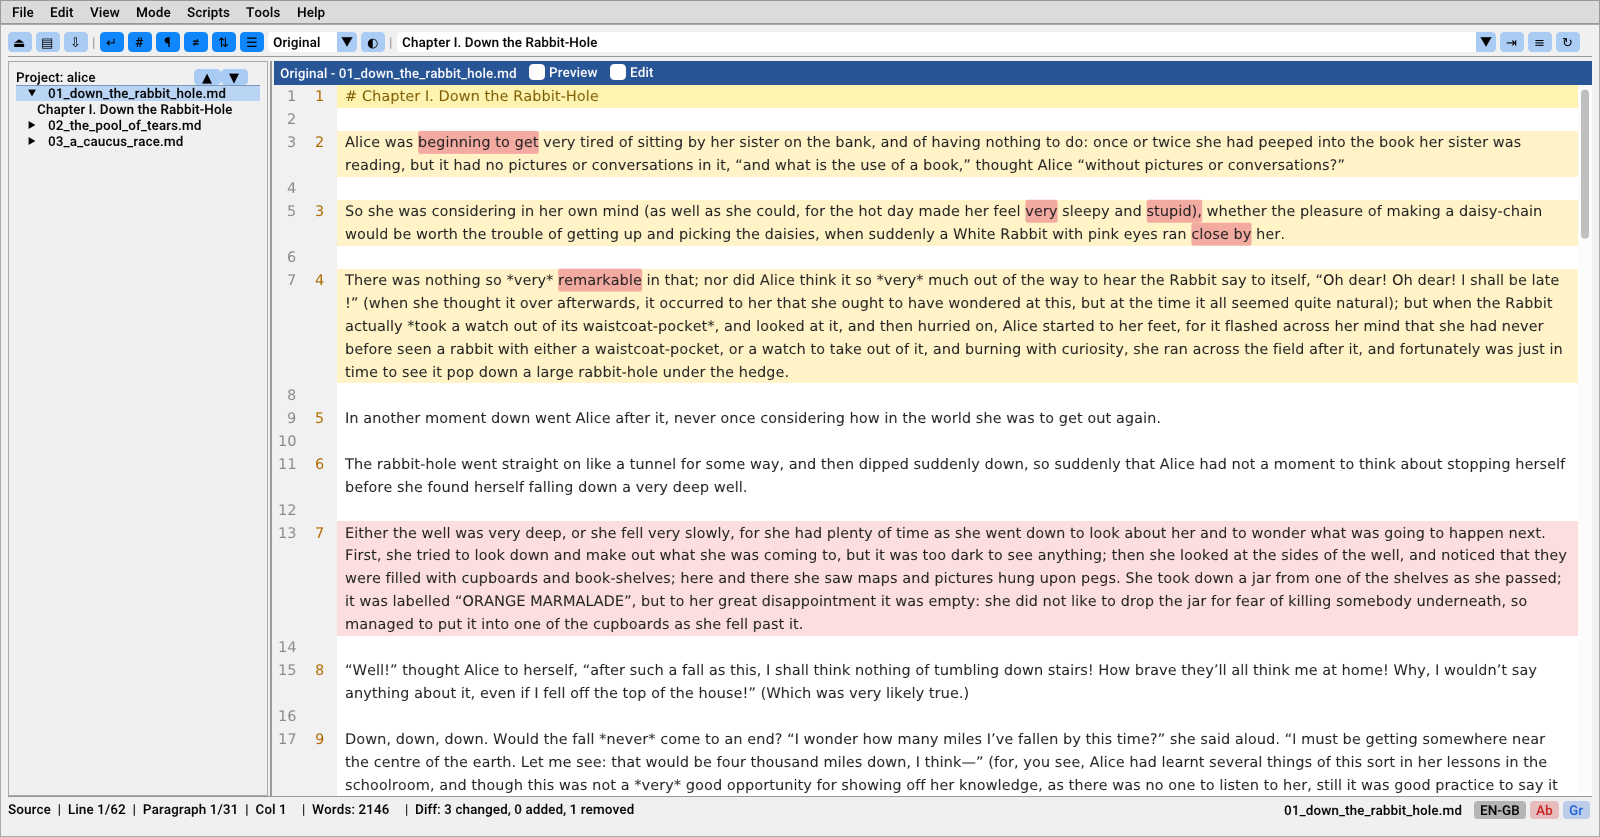 File Edit View Mode Scripts Tools Help
Original Chapter I. Down the Rabbit-Hole
Project: alice
01_down_the_rabbit_hole.md
Chapter I. Down the Rabbit-Hole
02_the_pool_of_tears.md
03_a_caucus_race.md
Original - 01_down_the_rabbit_hole.md Preview Edit
1 1 # Chapter I. Down the Rabbit-Hole
2
3 2 Alice was beginning to get very tired of sitting by her sister on the bank, and of having nothing to do: once or twice she had peeped into the book her sister was
reading, but it had no pictures or conversations in it, “and what is the use of a book,” thought Alice “without pictures or conversations?”
4
5 3 So she was considering in her own mind (as well as she could, for the hot day made her feel very sleepy and stupid), whether the pleasure of making a daisy-chain
would be worth the trouble of getting up and picking the daisies, when suddenly a White Rabbit with pink eyes ran close by her.
6
7 4 There was nothing so *very* remarkable in that; nor did Alice think it so *very* much out of the way to hear the Rabbit say to itself, “Oh dear! Oh dear! I shall be late
!” (when she thought it over afterwards, it occurred to her that she ought to have wondered at this, but at the time it all seemed quite natural); but when the Rabbit
actually *took a watch out of its waistcoat-pocket*, and looked at it, and then hurried on, Alice started to her feet, for it flashed across her mind that she had never
before seen a rabbit with either a waistcoat-pocket, or a watch to take out of it, and burning with curiosity, she ran across the field after it, and fortunately was just in
time to see it pop down a large rabbit-hole under the hedge.
8
9 5 In another moment down went Alice after it, never once considering how in the world she was to get out again.
10
11 6 The rabbit-hole went straight on like a tunnel for some way, and then dipped suddenly down, so suddenly that Alice had not a moment to think about stopping herself
before she found herself falling down a very deep well.
12
13 7 Either the well was very deep, or she fell very slowly, for she had plenty of time as she went down to look about her and to wonder what was going to happen next.
First, she tried to look down and make out what she was coming to, but it was too dark to see anything; then she looked at the sides of the well, and noticed that they
were filled with cupboards and book-shelves; here and there she saw maps and pictures hung upon pegs. She took down a jar from one of the shelves as she passed;
it was labelled “ORANGE MARMALADE”, but to her great disappointment it was empty: she did not like to drop the jar for fear of killing somebody underneath, so
managed to put it into one of the cupboards as she fell past it.
14
15 8 “Well!” thought Alice to herself, “after such a fall as this, I shall think nothing of tumbling down stairs! How brave they’ll all think me at home! Why, I wouldn’t say
anything about it, even if I fell off the top of the house!” (Which was very likely true.)
16
17 9 Down, down, down. Would the fall *never* come to an end? “I wonder how many miles I’ve fallen by this time?” she said aloud. “I must be getting somewhere near
the centre of the earth. Let me see: that would be four thousand miles down, I think—” (for, you see, Alice had learnt several things of this sort in her lessons in the
schoolroom, and though this was not a *very* good opportunity for showing off her knowledge, as there was no one to listen to her, still it was good practice to say it
Source | Line 1/62 | Paragraph 1/31 | Col 1 | Words: 2146 | Diff: 3 changed, 0 added, 1 removed 01_down_the_rabbit_hole.md EN-GB Ab Gr